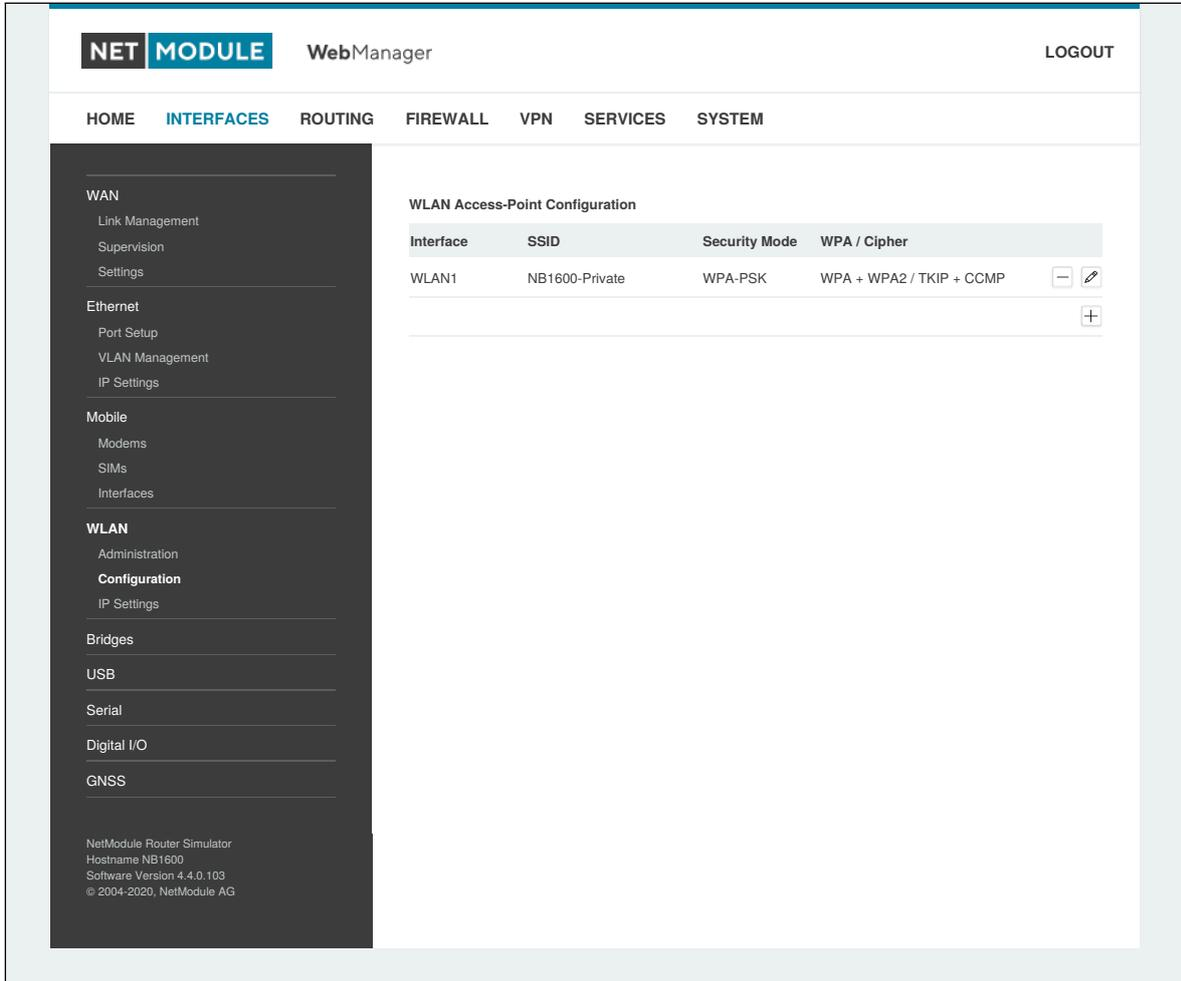 NET MODULE WebManager LOGOUT
HOME INTERFACES ROUTING FIREWALL VPN SERVICES SYSTEM
WAN
Link Management
Supervision
Settings
Ethernet
Port Setup
VLAN Management
IP Settings
Mobile
Modems
SIMs
Interfaces
WLAN
Administration
Configuration
IP Settings
Bridges
USB
Serial
Digital I/O
GNSS
NetModule Router Simulator
Hostname NB1600
Software Version 4.4.0.103
© 2004-2020, NetModule AG
WLAN Access-Point Configuration
Interface SSID Security Mode WPA / Cipher
WLAN1 NB1600-Private WPA-PSK WPA + WPA2 / TKIP + CCMP